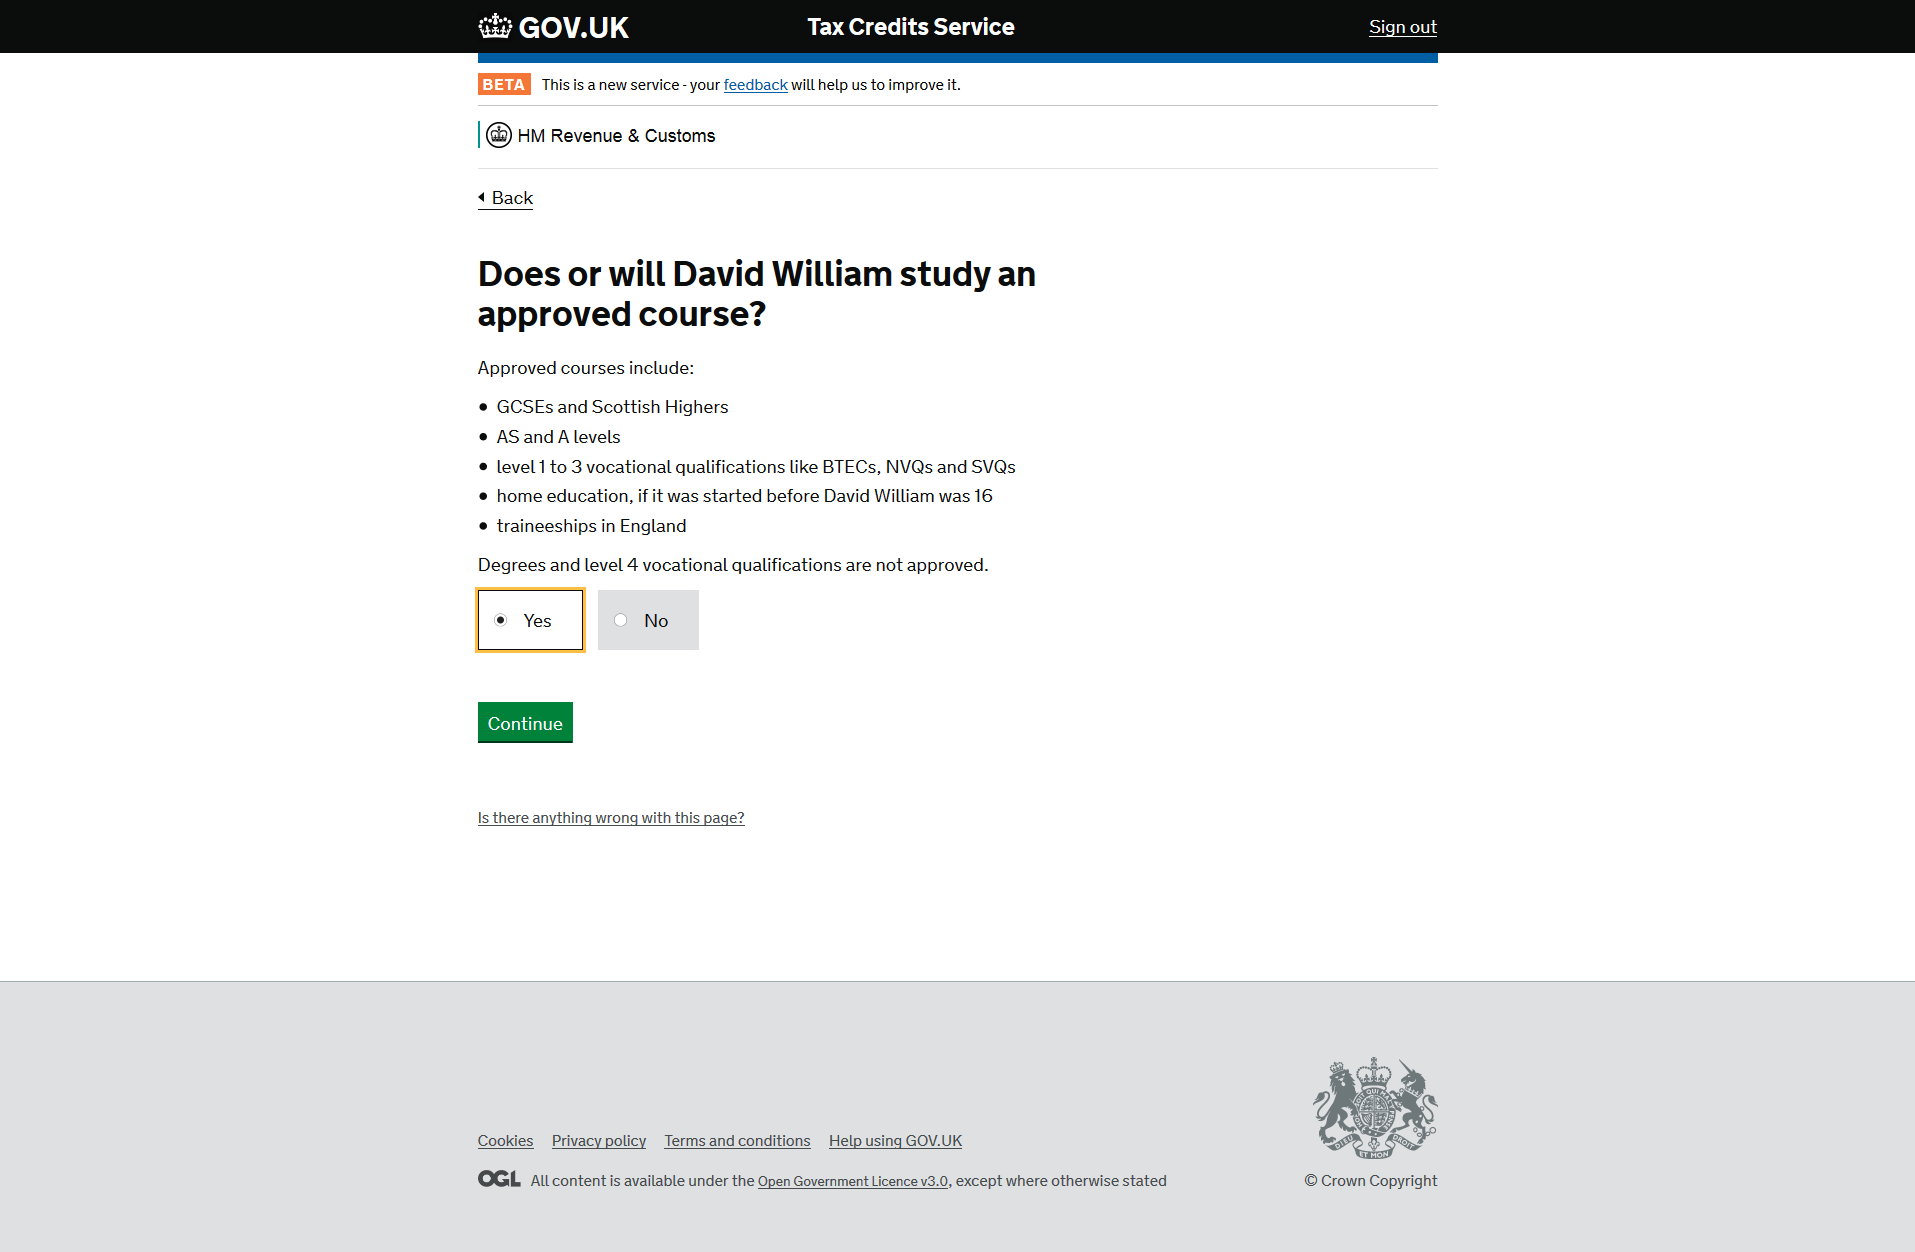 GOV.UK Tax Credits Service Sign out
BETA This is a new service - your feedback will help us to improve it.
HM Revenue & Customs
Back
Does or will David William study an
approved course?
Approved courses include:
GCSEs and Scottish Highers
AS and A levels
level 1 to 3 vocational qualifications like BTECs, NVQs and SVQs
home education, if it was started before David William was 16
traineeships in England
Degrees and level 4 vocational qualifications are not approved.
Yes No
Continue
Is there anything wrong with this page?
Cookies Privacy policy Terms and conditions Help using GOV.UK
OGL All content is available under the Open Government Licence v3.0, except where otherwise stated
© Crown Copyright
DIEU ET MON DROIT